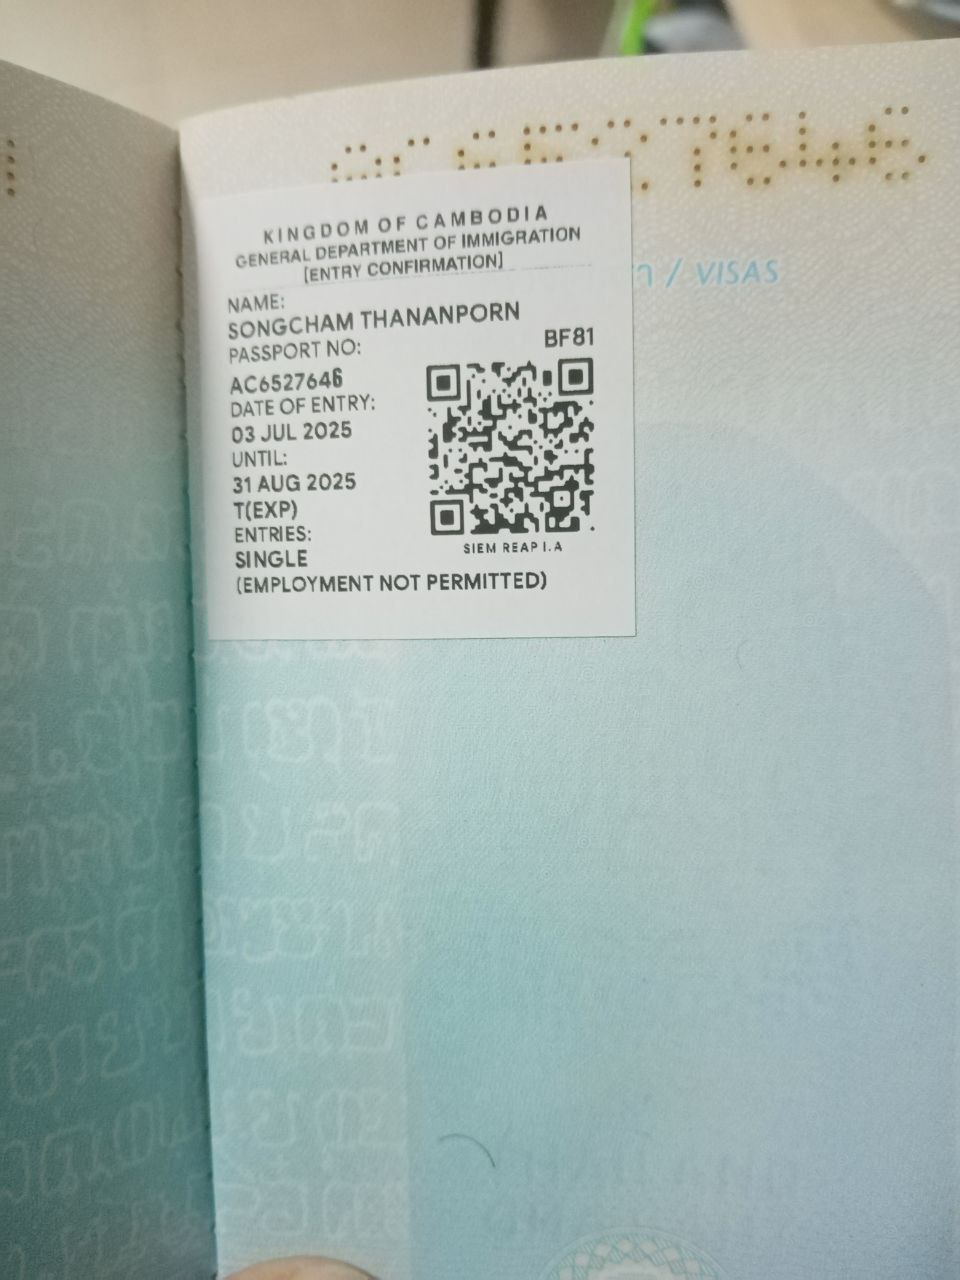 KINGDOM OF CAMBODIA
GENERAL DEPARTMENT OF IMMIGRATION
[ENTRY CONFIRMATION]
NAME:
SONGCHAM THANANPORN
PASSPORT NO:
BF81
AC6527646
DATE OF ENTRY:
03 JUL 2025
UNTIL:
31 AUG 2025
T(EXP)
ENTRIES:
SINGLE
SIEM REAP I.A
(EMPLOYMENT NOT PERMITTED)
/ VISAS